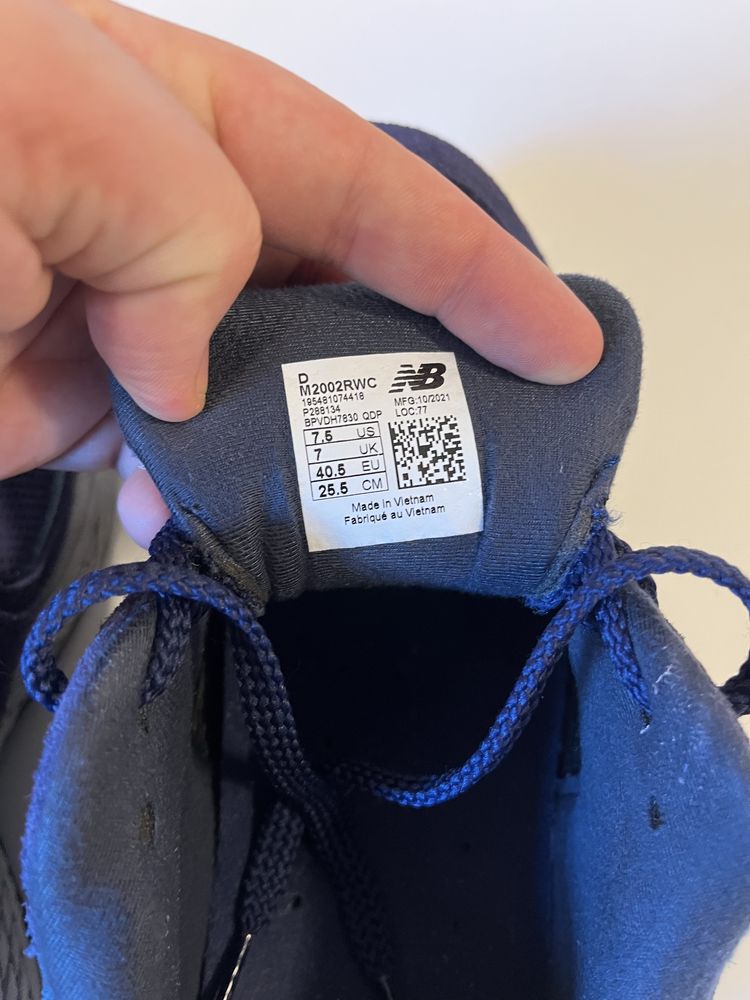 D
M2002RWC
195481074418
P288134
BPVDH7830 QDP
NB
MFG:10/2021
LOC:77
7.5 US
7 UK
40.5 EU
25.5 CM
Made in Vietnam
Fabriqué au Vietnam